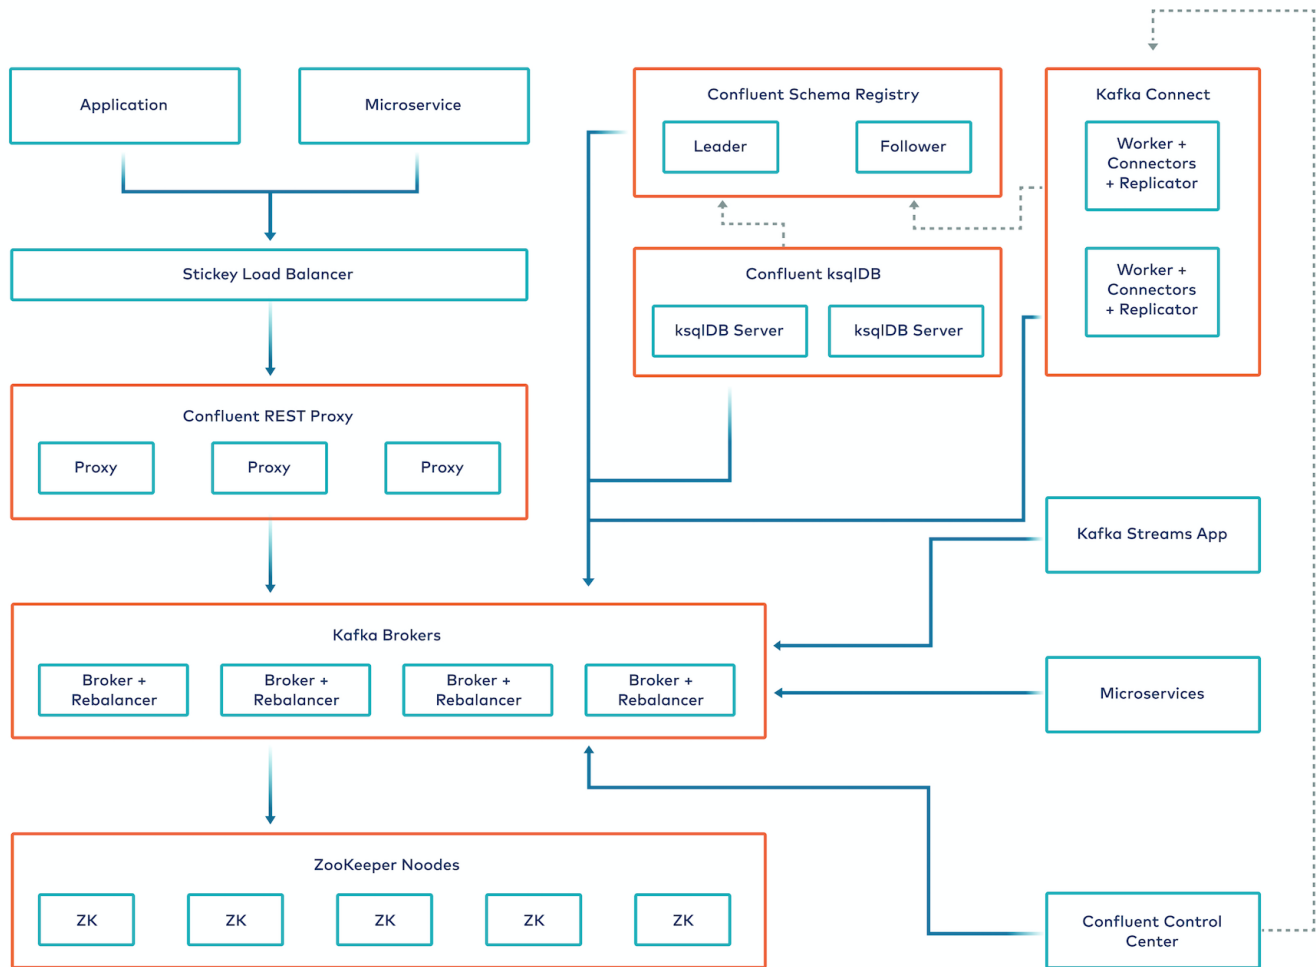 Application
Microservice
Confluent Schema Registry
Leader
Follower
Kafka Connect
Worker +
Connectors
+ Replicator
Worker +
Connectors
+ Replicator
Stickey Load Balancer
Confluent ksqlDB
ksqlDB Server
ksqlDB Server
Confluent REST Proxy
Proxy
Proxy
Proxy
Kafka Streams App
Kafka Brokers
Broker +
Rebalancer
Broker +
Rebalancer
Broker +
Rebalancer
Broker +
Rebalancer
Microservices
ZooKeeper Noodes
ZK
ZK
ZK
ZK
ZK
Confluent Control
Center